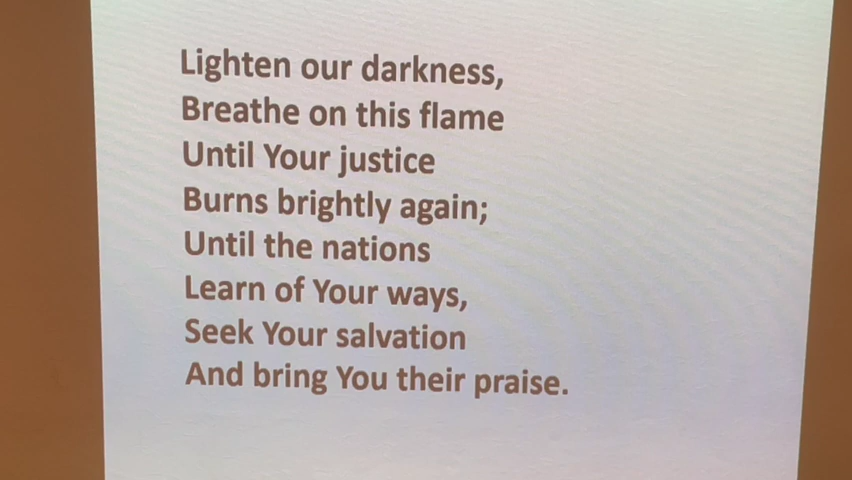 Lighten our darkness,
Breathe on this flame
Until Your justice
Burns brightly again;
Until the nations
Learn of Your ways,
Seek Your salvation
And bring You their praise.